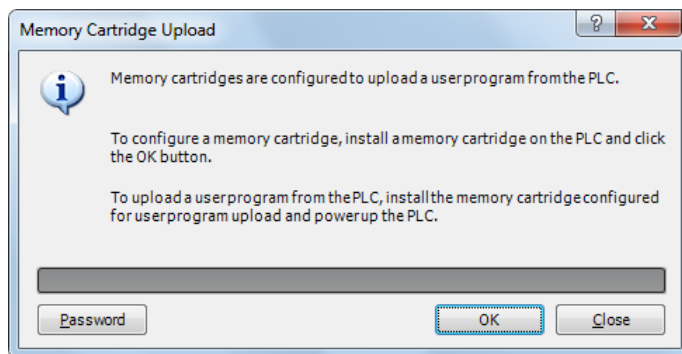 Memory Cartridge Upload
Memory cartridges are configured to upload a user program from the PLC.
To configure a memory cartridge, install a memory cartridge on the PLC and click
the OK button.
To upload a user program from the PLC, install the memory cartridge configured
for user program upload and power up the PLC.
Password
OK
Close